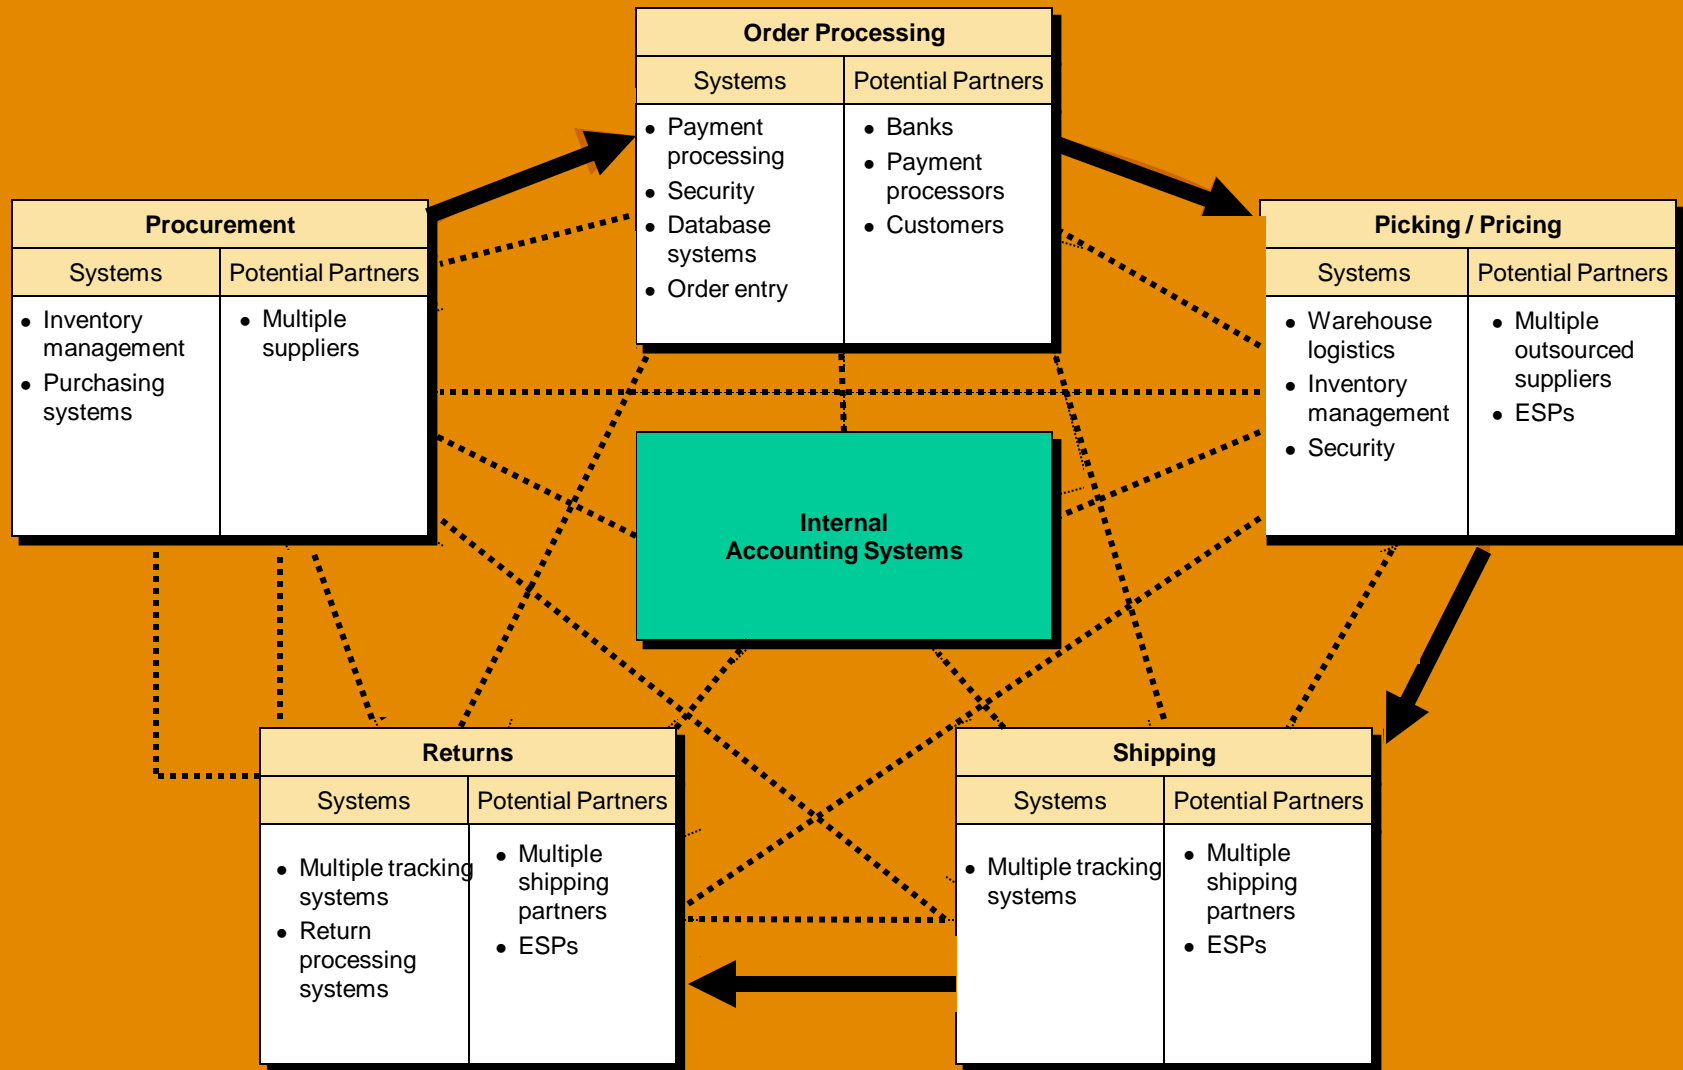 Order Processing
Systems
Potential Partners
● Payment
processing
● Security
● Database
systems
● Order entry
● Banks
● Payment
processors
● Customers
Procurement
Systems
Potential Partners
● Inventory
management
● Purchasing
systems
● Multiple
suppliers
Picking / Pricing
Systems
Potential Partners
● Warehouse
logistics
● Inventory
management
● Security
● Multiple
outsourced
suppliers
● ESPs
Internal
Accounting Systems
Returns
Systems
Potential Partners
● Multiple tracking
systems
● Return
processing
systems
● Multiple
shipping
partners
● ESPs
Shipping
Systems
Potential Partners
● Multiple tracking
systems
● Multiple
shipping
partners
● ESPs